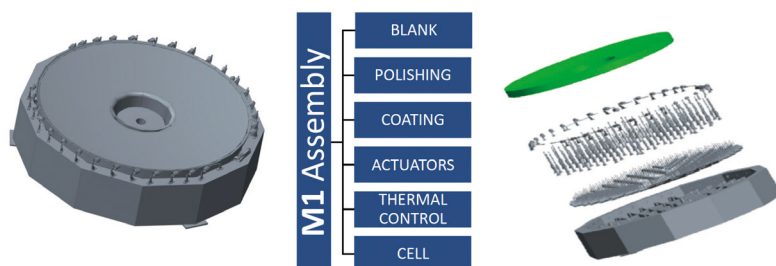 M1 Assembly
BLANK
POLISHING
COATING
ACTUATORS
THERMAL
CONTROL
CELL